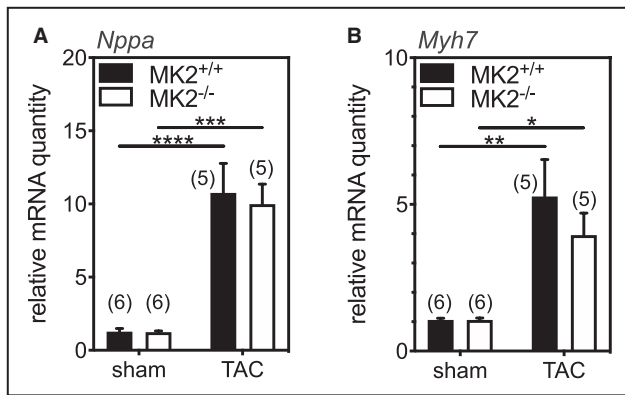 A Nppa
20
15
10
5
0
relative mRNA quantity
MK2+/+
MK2-/-
***
****
(5)
(5)
(6) (6)
sham TAC
B Myh7
10
5
0
relative mRNA quantity
MK2+/+
MK2-/-
*
**
(5)
(5)
(6) (6)
sham TAC